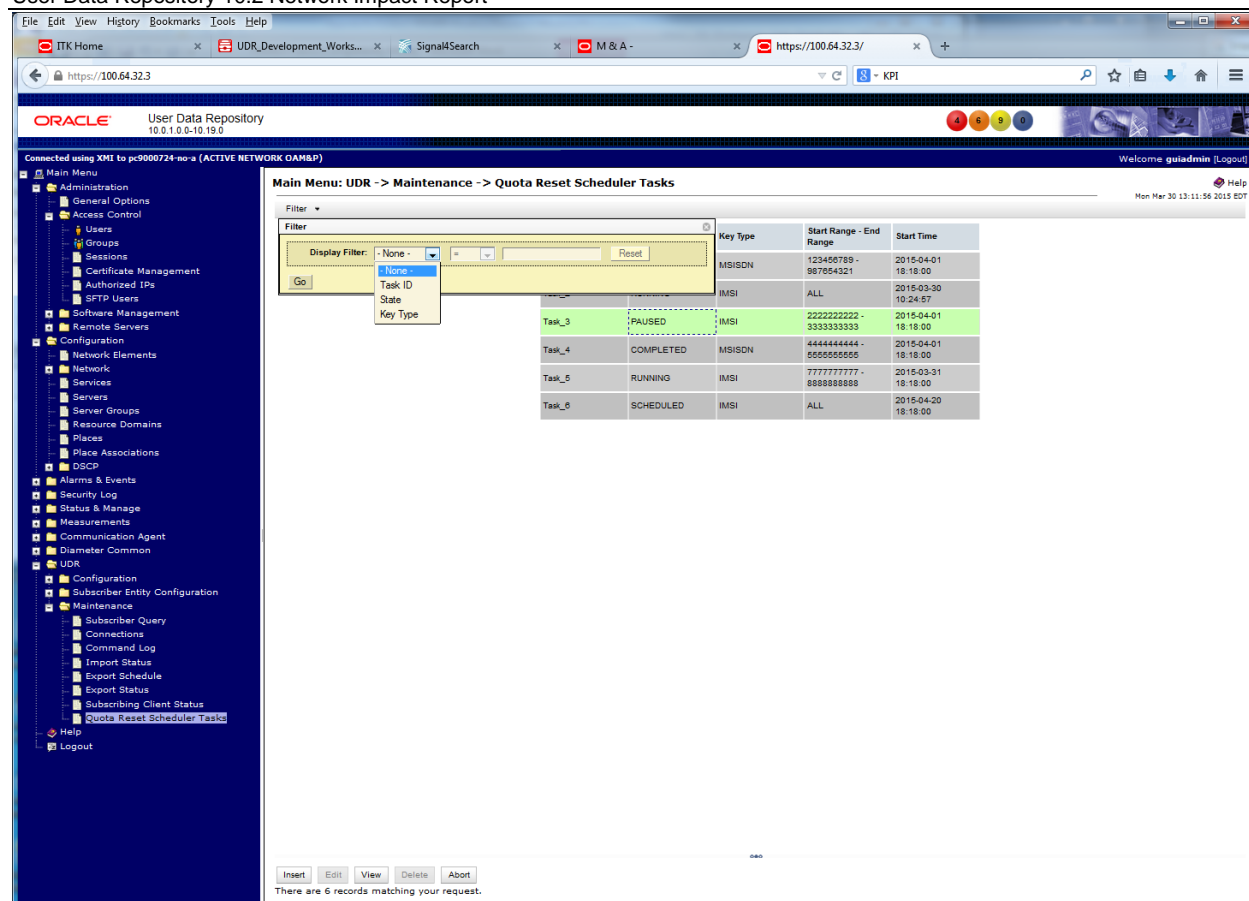 User Data Repository 10.2 Network Impact Report
File Edit View History Bookmarks Tools Help
ITK Home × UDR_Development_Works... × Signal4Search × M & A - × https://100.64.32.3/ × +
https://100.64.32.3 KPI
ORACLE User Data Repository
10.0.1.0.0-10.19.0
4 6 9 0
Connected using XMI to pc9000724-no-a (ACTIVE NETWORK OAM&P) Welcome guiadmin [Logout]
Main Menu
Administration
General Options
Access Control
Users
Groups
Sessions
Certificate Management
Authorized IPs
SFTP Users
Software Management
Remote Servers
Configuration
Network Elements
Network
Services
Servers
Server Groups
Resource Domains
Places
Place Associations
DSCP
Alarms & Events
Security Log
Status & Manage
Measurements
Communication Agent
Diameter Common
UDR
Configuration
Subscriber Entity Configuration
Maintenance
Subscriber Query
Connections
Command Log
Import Status
Export Schedule
Export Status
Subscribing Client Status
Quota Reset Scheduler Tasks
Help
Logout
Main Menu: UDR -> Maintenance -> Quota Reset Scheduler Tasks
Help
Mon Mar 30 13:11:56 2015 EDT
Filter
Filter
Display Filter: - None - = Reset
- None -
Task ID
State
Key Type
Go
Key Type Start Range - End Range Start Time
MSISDN 123456789 - 987654321 2015-04-01 18:18:00
IMSI ALL 2015-03-30 10:24:57
Task_3 PAUSED IMSI 2222222222 - 3333333333 2015-04-01 18:18:00
Task_4 COMPLETED MSISDN 4444444444 - 5555555555 2015-04-01 18:18:00
Task_5 RUNNING IMSI 7777777777 - 8888888888 2015-03-31 18:18:00
Task_6 SCHEDULED IMSI ALL 2015-04-20 18:18:00
Insert Edit View Delete Abort
There are 6 records matching your request.